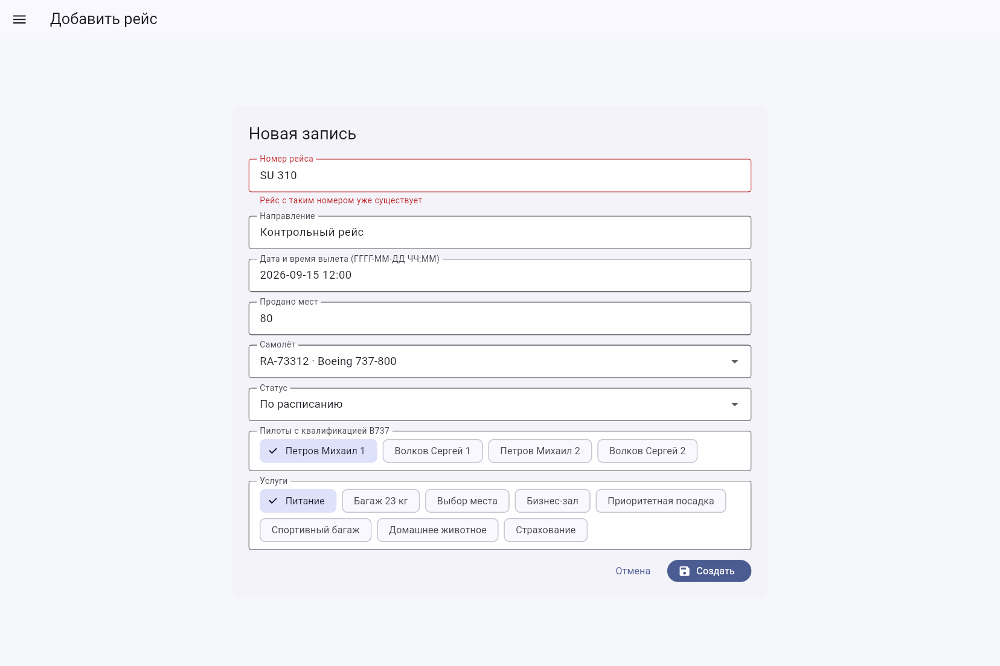 Добавить рейс
Новая запись
Номер рейса
SU 310
Рейс с таким номером уже существует
Направление
Контрольный рейс
Дата и время вылета (ГГГГ-ММ-ДД ЧЧ:ММ)
2026-09-15 12:00
Продано мест
80
Самолёт
RA-73312 · Boeing 737-800
Статус
По расписанию
Пилоты с квалификацией B737
Петров Михаил 1 Волков Сергей 1 Петров Михаил 2 Волков Сергей 2
Услуги
Питание Багаж 23 кг Выбор места Бизнес-зал Приоритетная посадка
Спортивный багаж Домашнее животное Страхование
Отмена Создать